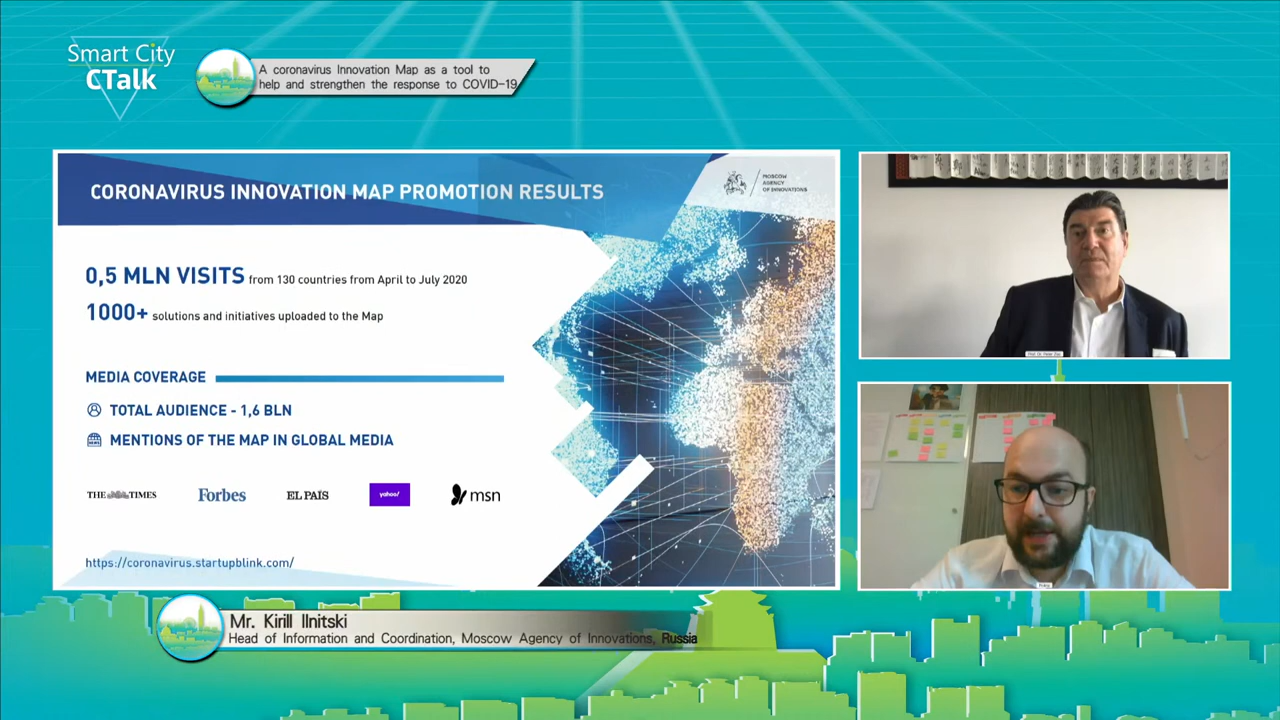 Smart City
CTalk
A coronavirus Innovation Map as a tool to
help and strengthen the response to COVID-19
CORONAVIRUS INNOVATION MAP PROMOTION RESULTS
MOSCOW
AGENCY
OF INNOVATIONS
0,5 MLN VISITS from 130 countries from April to July 2020
1000+ solutions and initiatives uploaded to the Map
MEDIA COVERAGE
TOTAL AUDIENCE - 1,6 BLN
MENTIONS OF THE MAP IN GLOBAL MEDIA
THE TIMES
Forbes
EL PAÍS
yahoo!
msn
https://coronavirus.startupblink.com/
Mr. Kirill Ilnitski
Head of Information and Coordination, Moscow Agency of Innovations, Russia